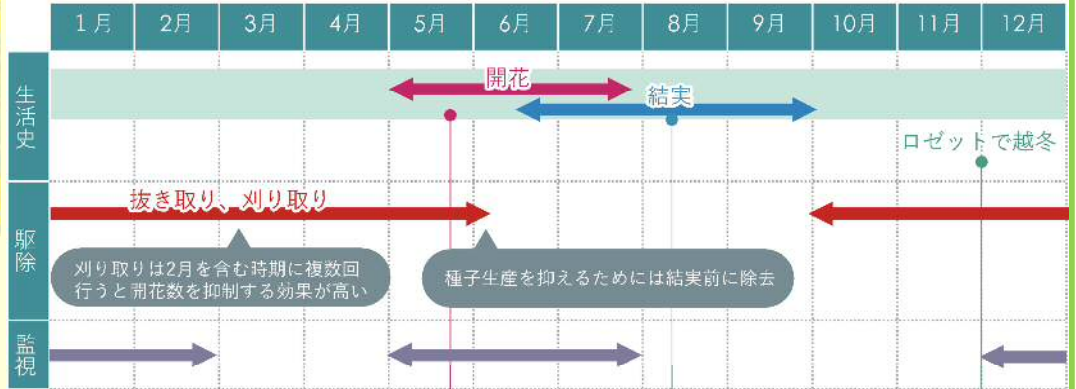 1月 2月 3月 4月 5月 6月 7月 8月 9月 10月 11月 12月
生活史
開花
結実
ロゼットで越冬
駆除
抜き取り、刈り取り
刈り取りは2月を含む時期に複数回
行うと開花数を抑制する効果が高い
種子生産を抑えるためには結実前に除去
監視